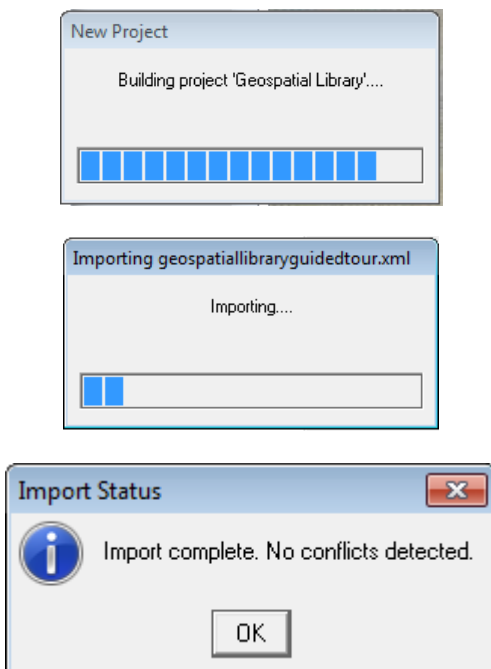 New Project
Building project 'Geospatial Library'....
Importing geospatiallibraryguidedtour.xml
Importing....
Import Status
Import complete. No conflicts detected.
OK